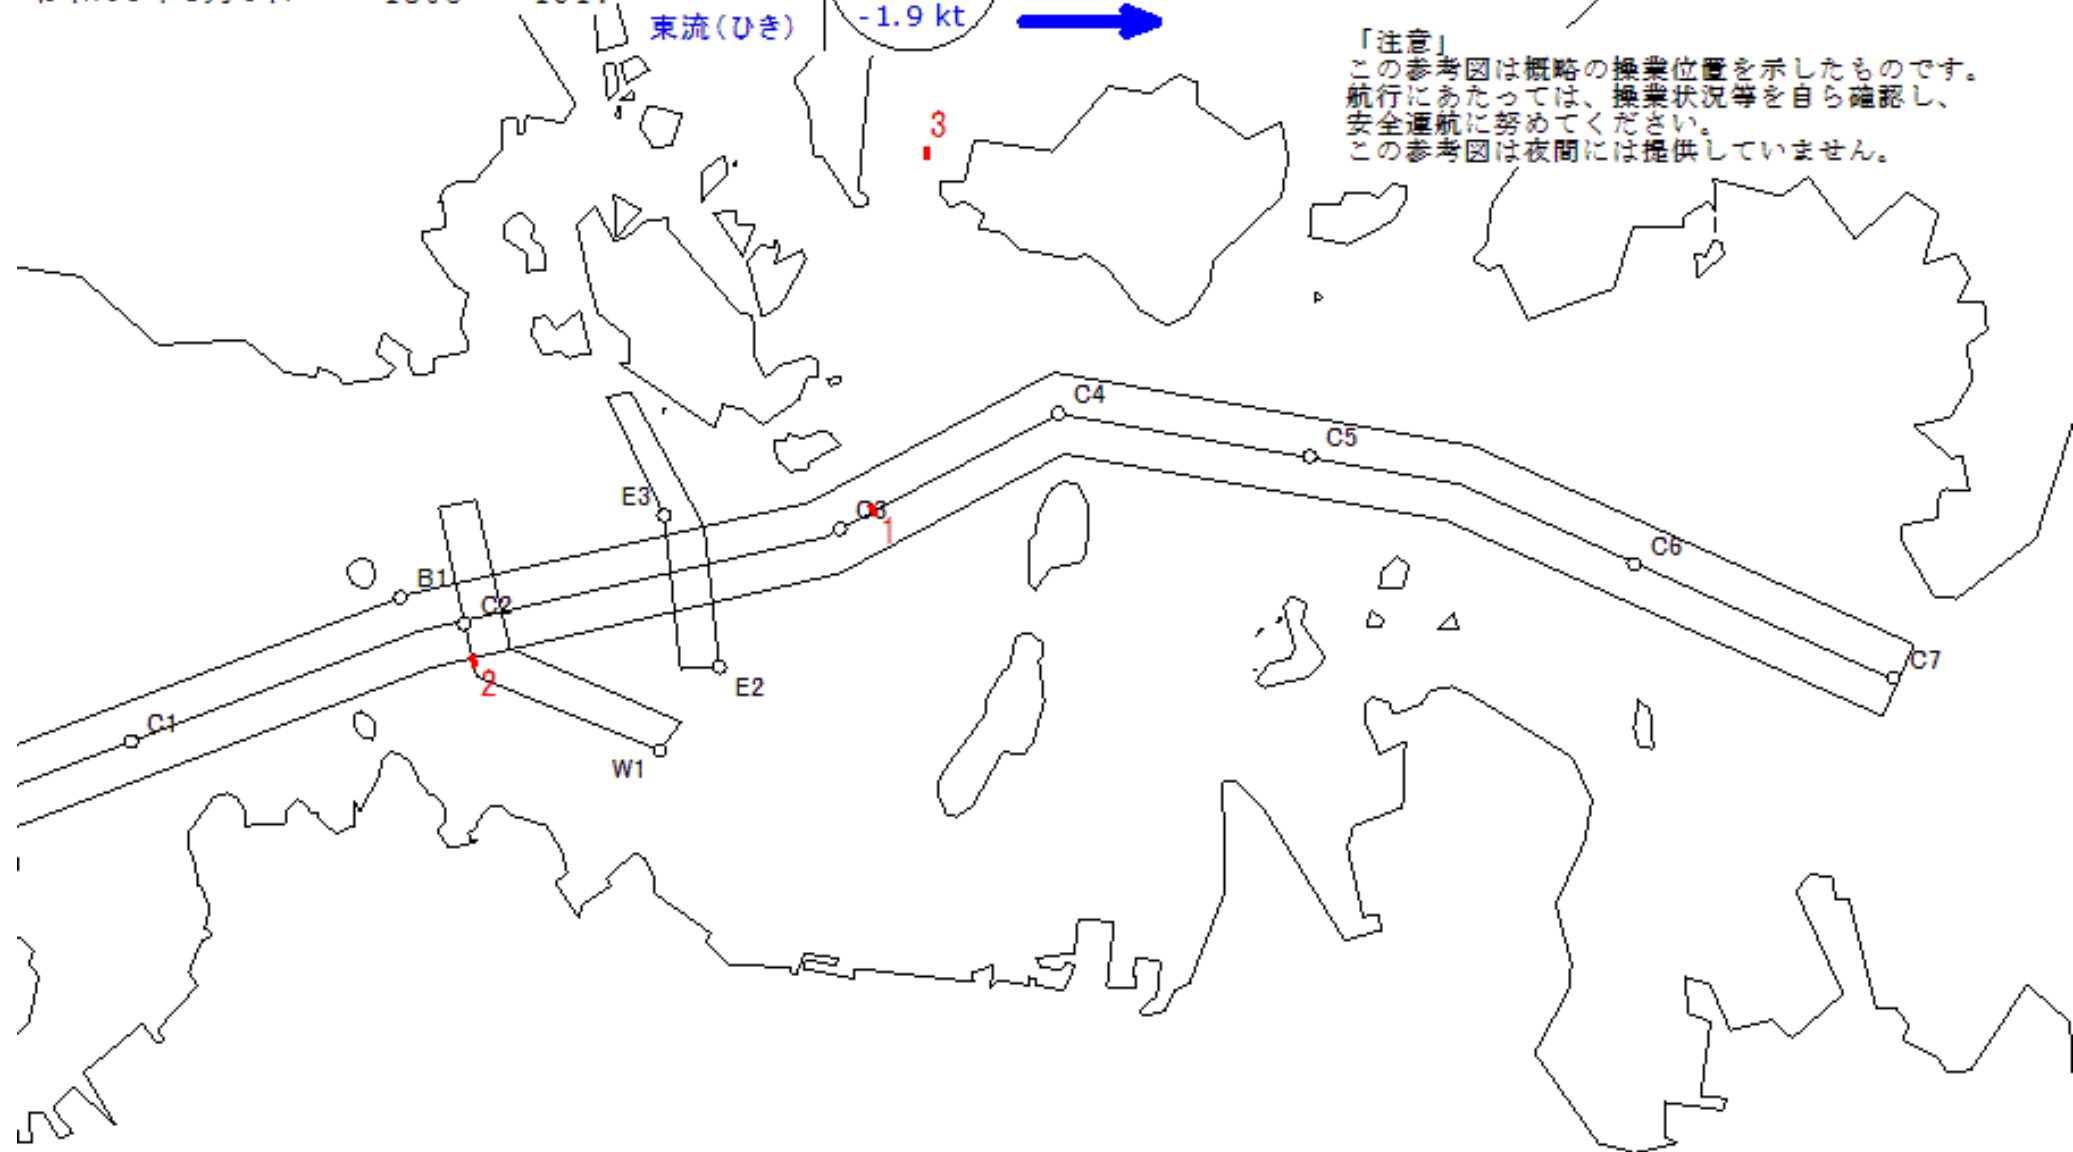 東流(ひき)
-1.9 kt
「注意」
この参考図は概略の操業位置を示したものです。
航行にあたっては、操業状況等を自ら確認し、
安全運航に努めてください。
この参考図は夜間には提供していません。
3
C4
C5
E3
C3
1
C6
B1
C2
2
E2
C7
C1
W1